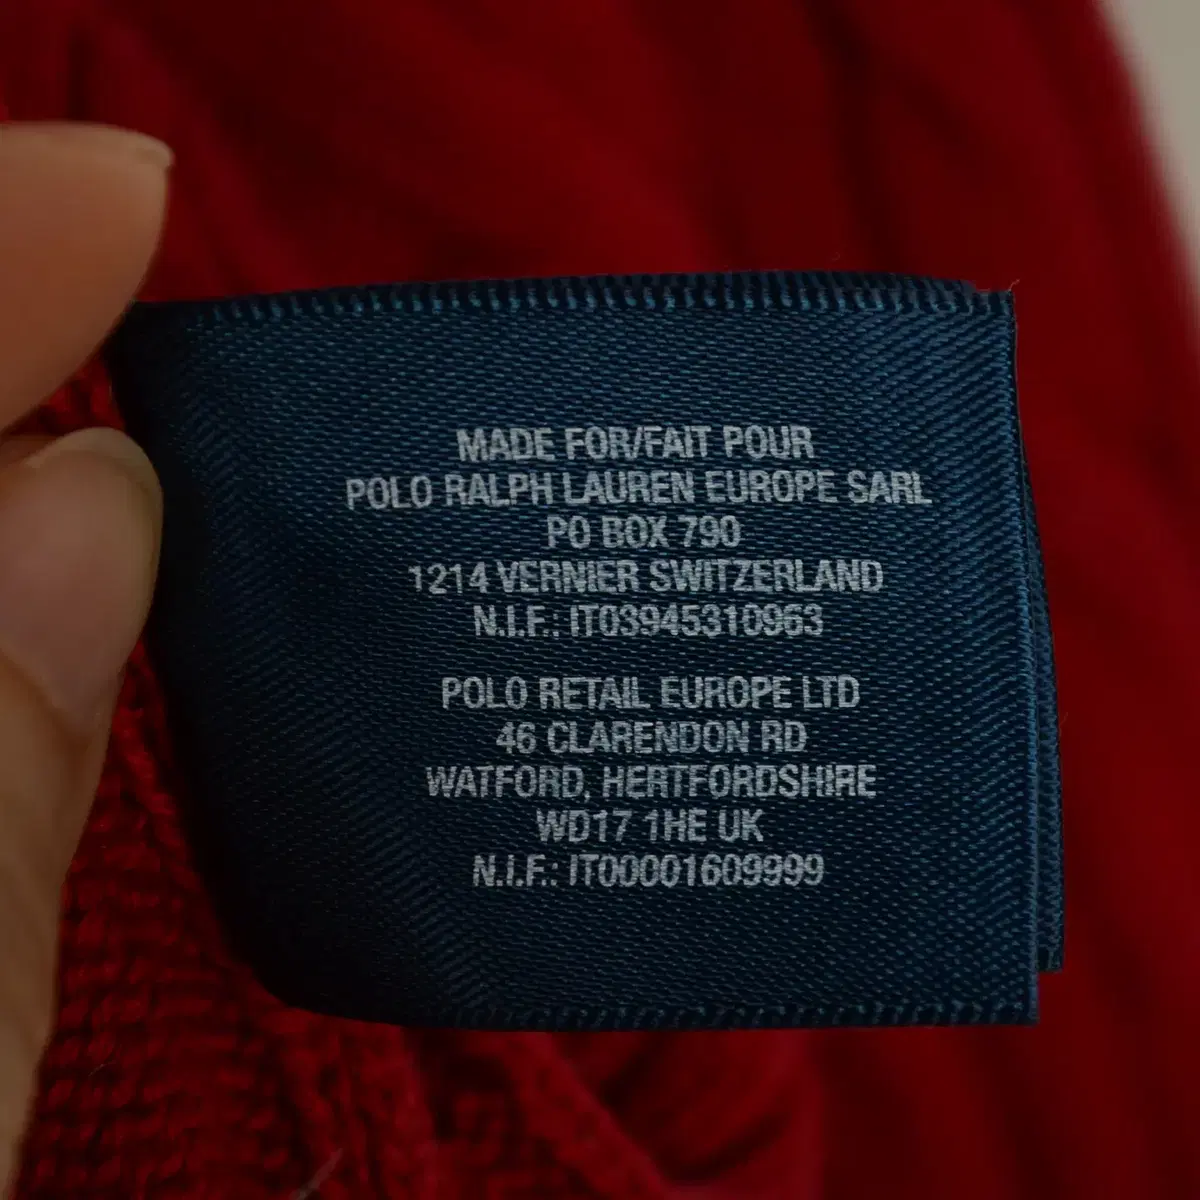 MADE FOR/FAIT POUR
POLO RALPH LAUREN EUROPE SARL
PO BOX 790
1214 VERNIER SWITZERLAND
N.I.F.: IT03945310963
POLO RETAIL EUROPE LTD
46 CLARENDON RD
WATFORD, HERTFORDSHIRE
WD17 1HE UK
N.I.F.: IT00001609999